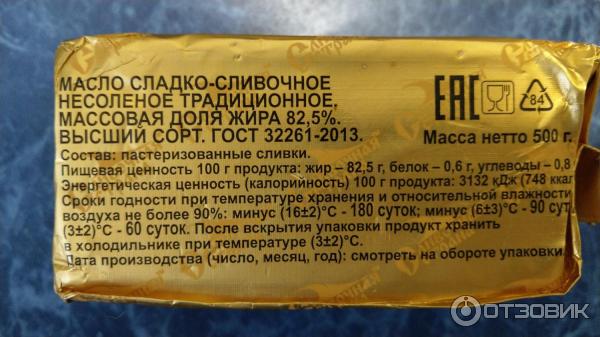 МАСЛО СЛАДКО-СЛИВОЧНОЕ
НЕСОЛЕНОЕ ТРАДИЦИОННОЕ,
МАССОВАЯ ДОЛЯ ЖИРА 82,5%.
ВЫСШИЙ СОРТ. ГОСТ 32261-2013.
EAC
84
Масса нетто 500 г.
Состав: пастеризованные сливки.
Пищевая ценность 100 г продукта: жир – 82,5 г, белок - 0,6 г, углеводы – 0,8
Энергетическая ценность (калорийность) 100 г продукта: 3132 кДж (748 ккал
Сроки годности при температуре хранения и относительной влажности
воздуха не более 90%: минус (16±2)°С - 180 суток; минус (6±3)°С - 90 сут
(3±2)°С - 60 суток. После вскрытия упаковки продукт хранить
в холодильнике при температуре (3±2)°С.
Дата производства (число, месяц, год): смотреть на обороте упаковки
ОТЗОВИК